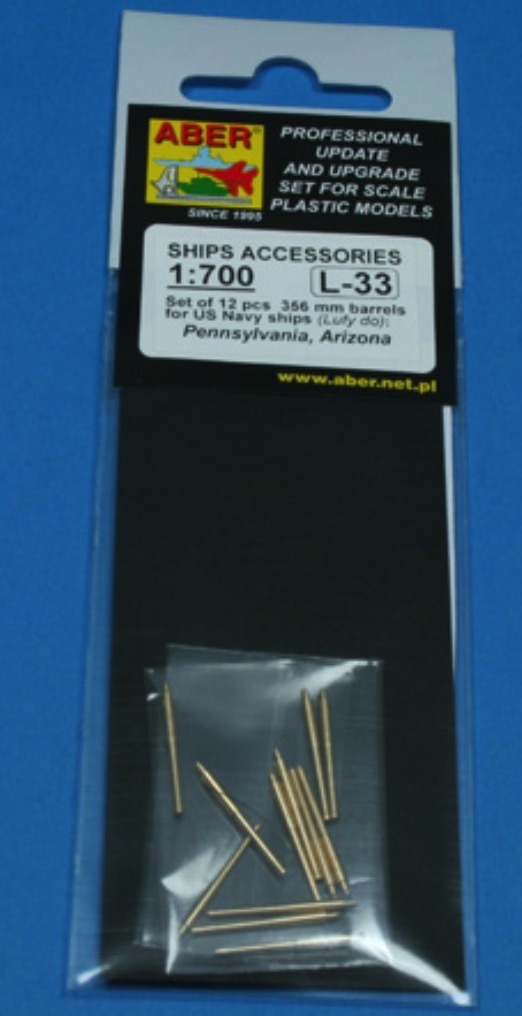 ABER®
SINCE 1995
PROFESSIONAL
UPDATE
AND UPGRADE
SET FOR SCALE
PLASTIC MODELS
SHIPS ACCESSORIES
1:700 L-33
Set of 12 pcs 356 mm barrels
for US Navy ships (Lufy do):
Pennsylvania, Arizona
www.aber.net.pl